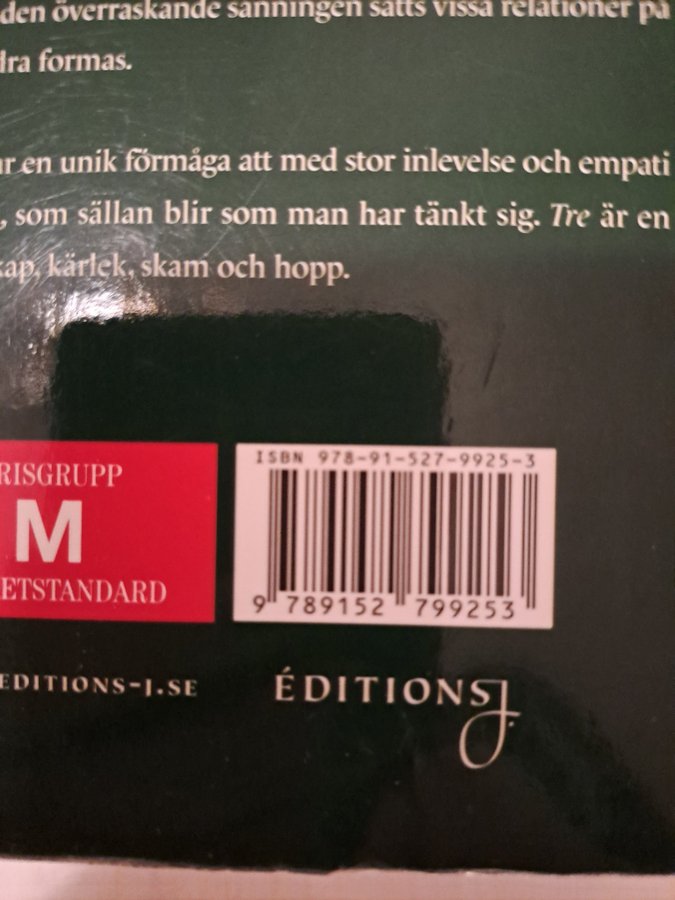 den överraskande sanningen sätts vissa relationer på
dra formas.
ar en unik förmåga att med stor inlevelse och empati
, som sällan blir som man har tänkt sig. Tre är en
kap, kärlek, skam och hopp.
RISGRUPP
M
ETSTANDARD
ISBN 978-91-527-9925-3
9 789152 799253
EDITIONS-J.SE
ÉDITIONS J.